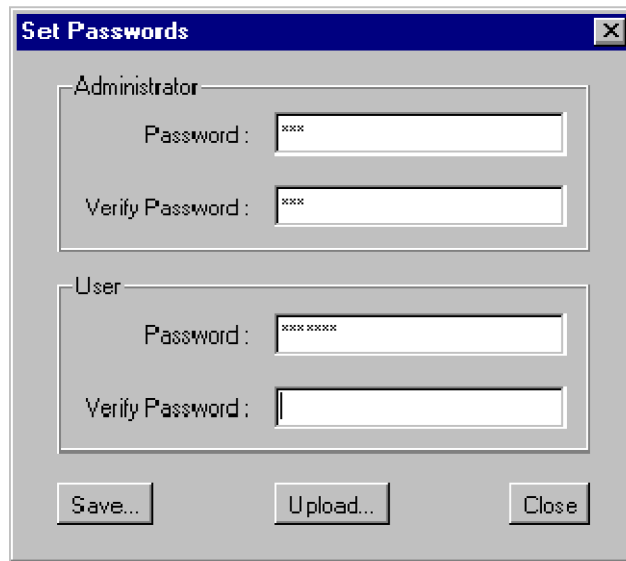 Set Passwords
Administrator
Password : ***
Verify Password : ***
User
Password : *******
Verify Password :
Save... Upload... Close